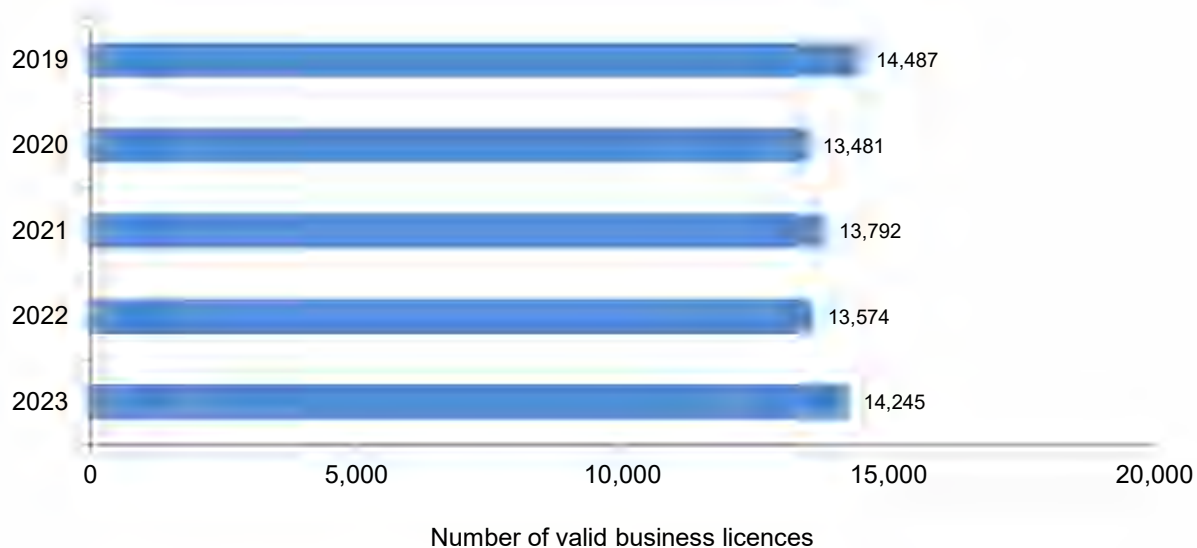 2019 14,487
2020 13,481
2021 13,792
2022 13,574
2023 14,245
0 5,000 10,000 15,000 20,000
Number of valid business licences